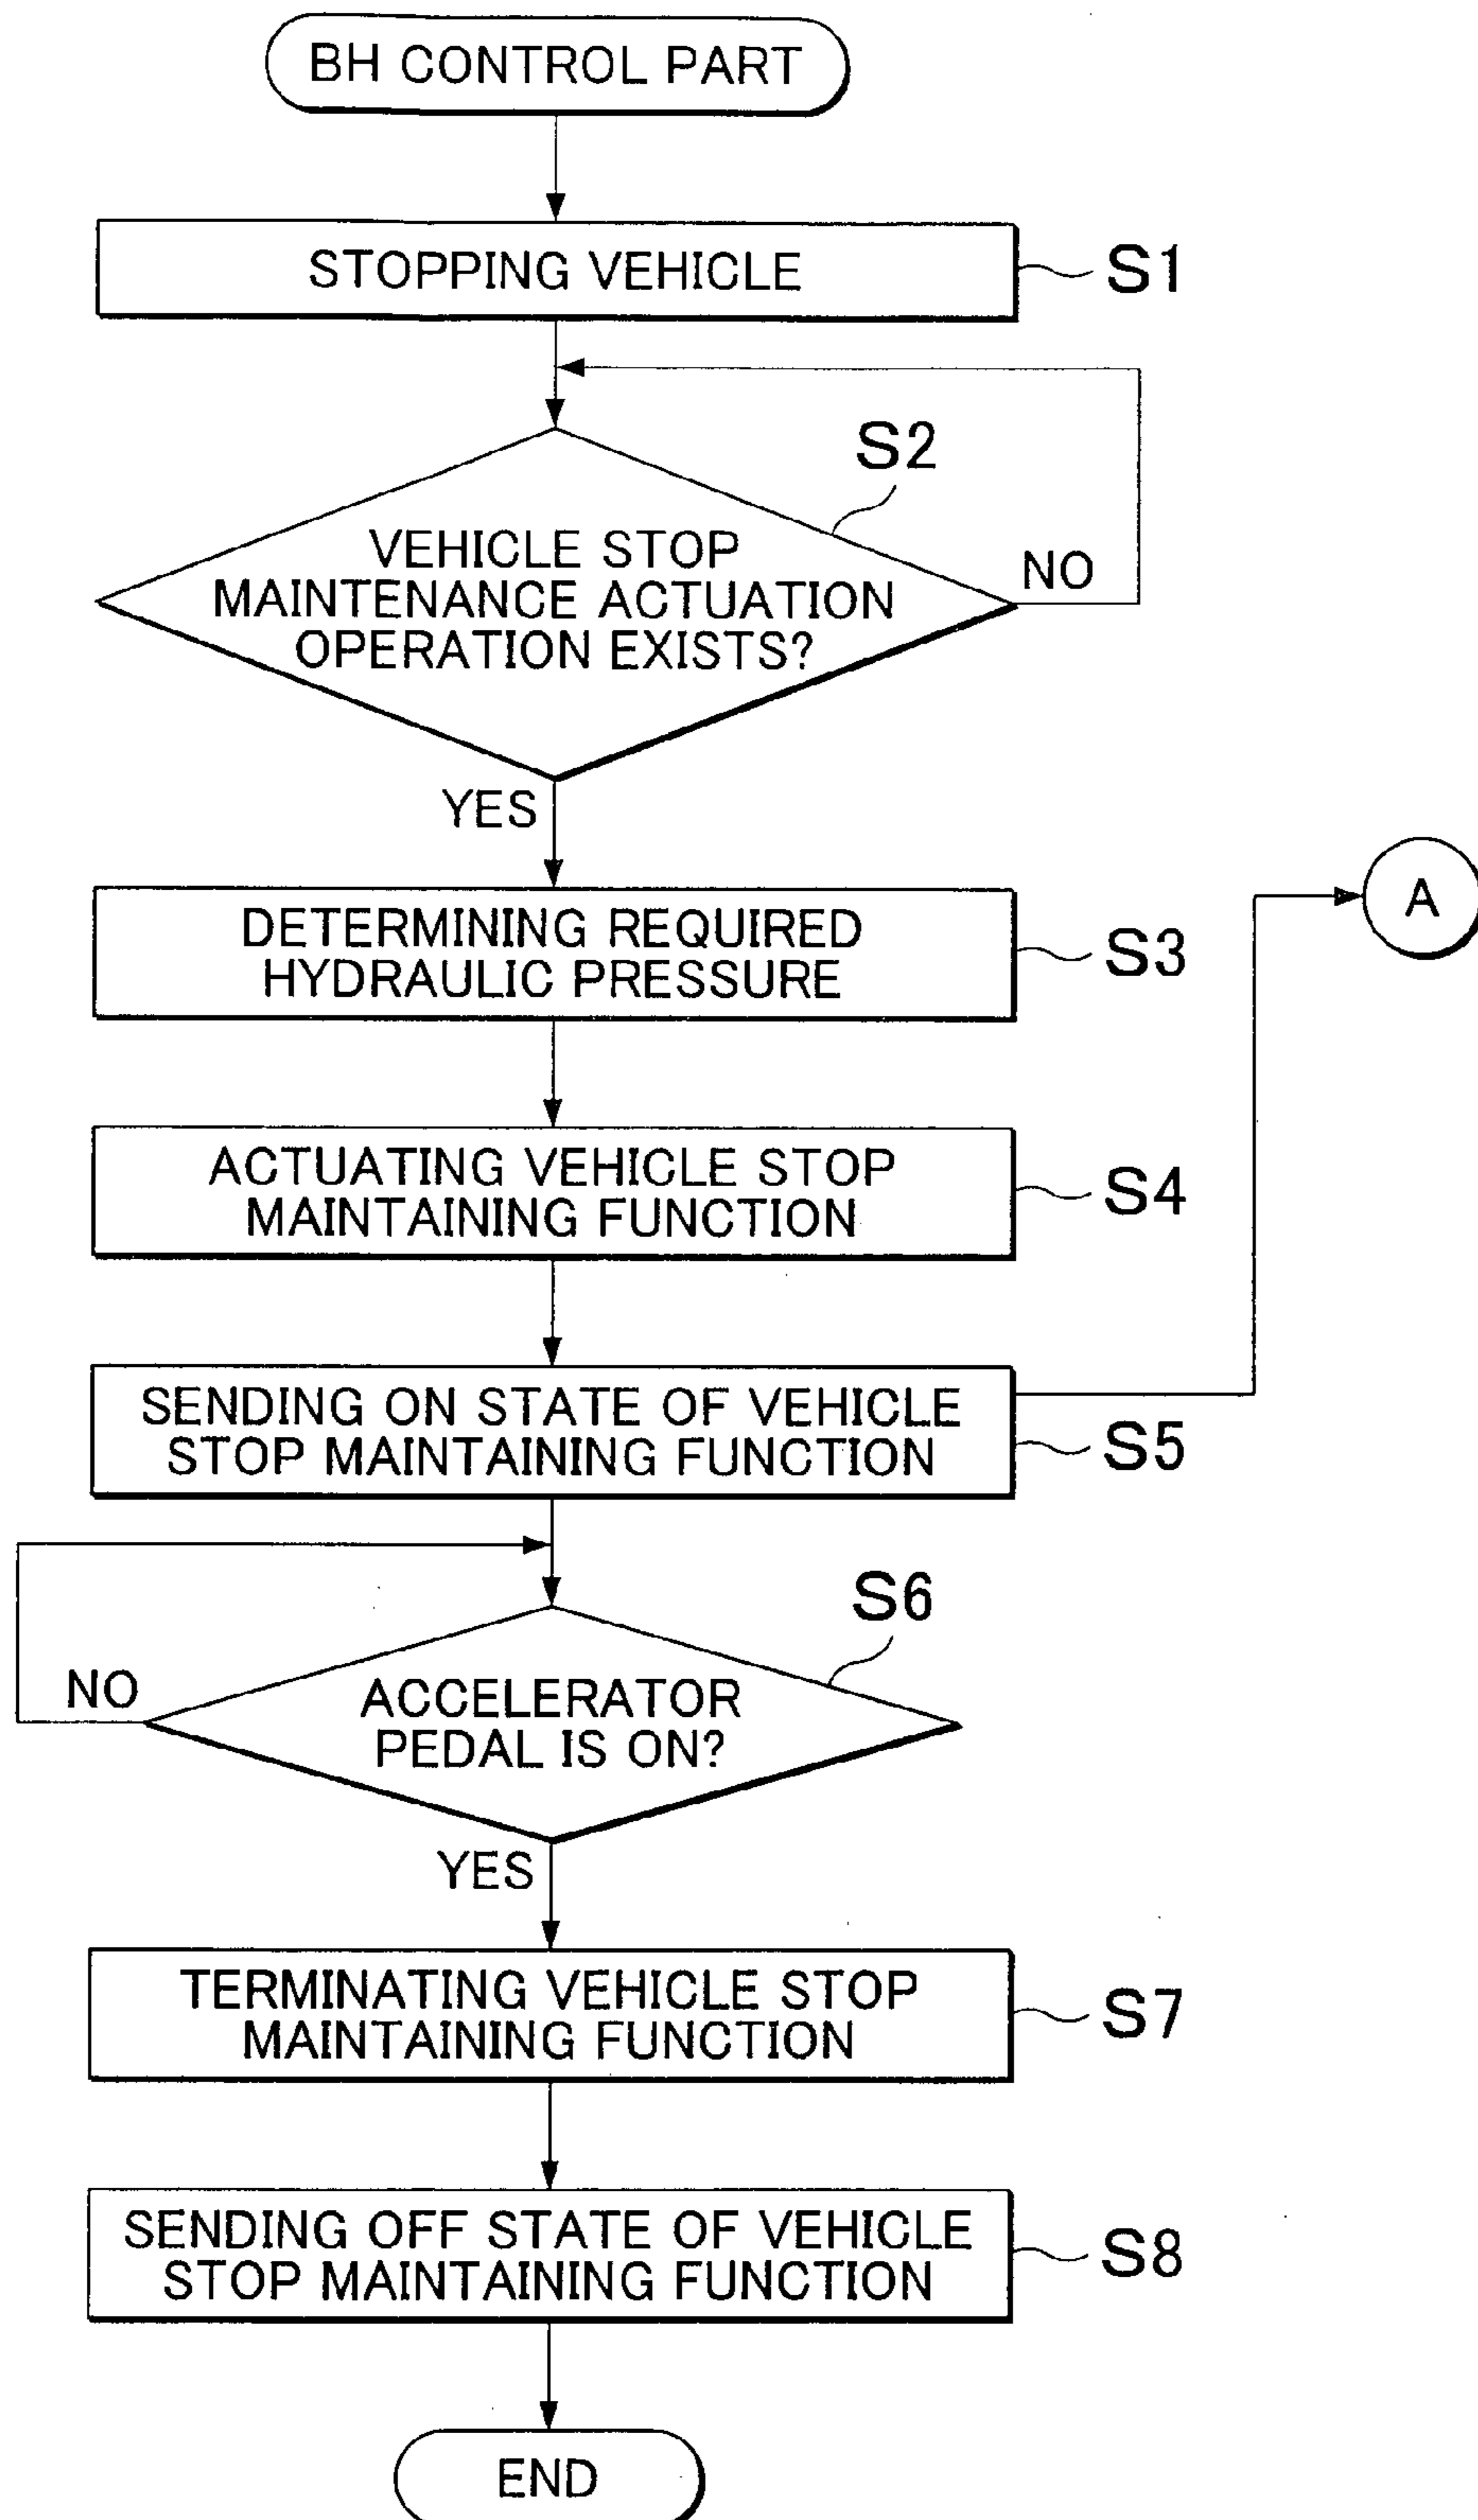 BH CONTROL PART
STOPPING VEHICLE
S1
S2
VEHICLE STOP
MAINTENANCE ACTUATION
OPERATION EXISTS?
NO
YES
DETERMINING REQUIRED
HYDRAULIC PRESSURE
S3
A
ACTUATING VEHICLE STOP
MAINTAINING FUNCTION
S4
SENDING ON STATE OF VEHICLE
STOP MAINTAINING FUNCTION
S5
S6
ACCELERATOR
PEDAL IS ON?
NO
YES
TERMINATING VEHICLE STOP
MAINTAINING FUNCTION
S7
SENDING OFF STATE OF VEHICLE
STOP MAINTAINING FUNCTION
S8
END